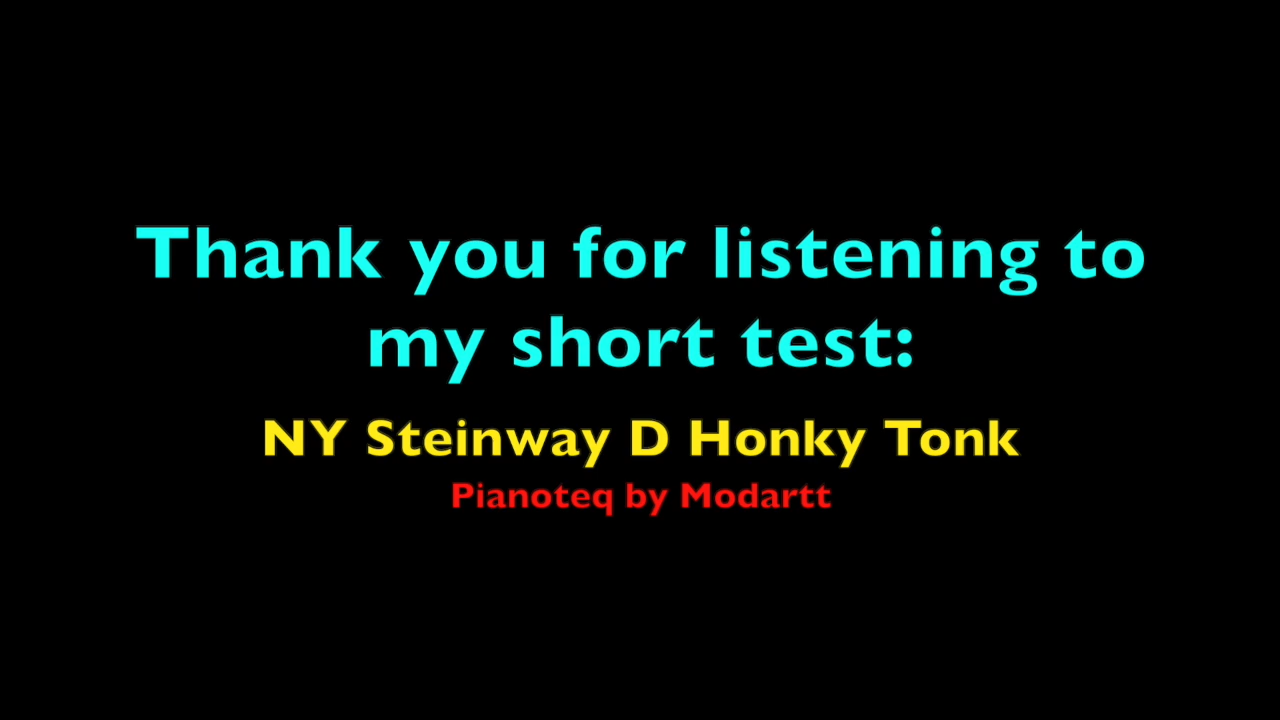 Thank you for listening to
my short test:
NY Steinway D Honky Tonk
Pianoteq by Modartt